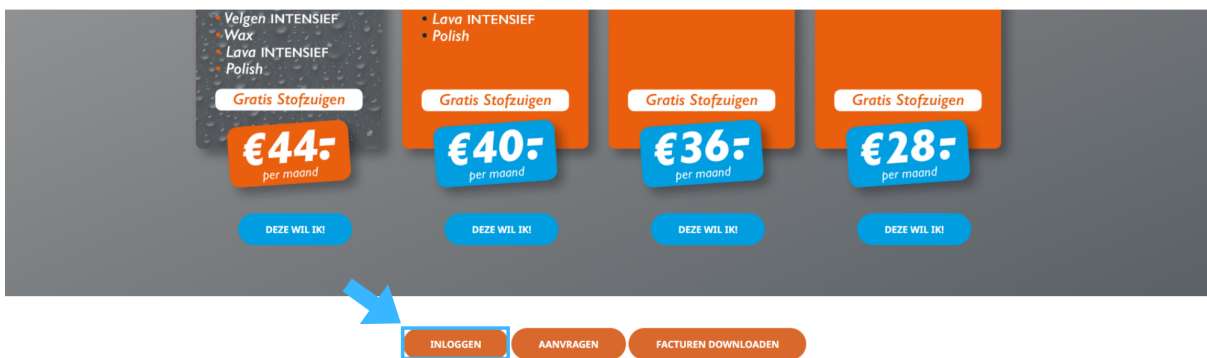 Velgen INTENSIEF
Wax
Lava INTENSIEF
Polish
Gratis Stofzuigen
€44,-
per maand
DEZE WIL IK!
Lava INTENSIEF
Polish
Gratis Stofzuigen
€40,-
per maand
DEZE WIL IK!
Gratis Stofzuigen
€36,-
per maand
DEZE WIL IK!
Gratis Stofzuigen
€28,-
per maand
DEZE WIL IK!
INLOGGEN
AANVRAGEN
FACTUREN DOWNLOADEN